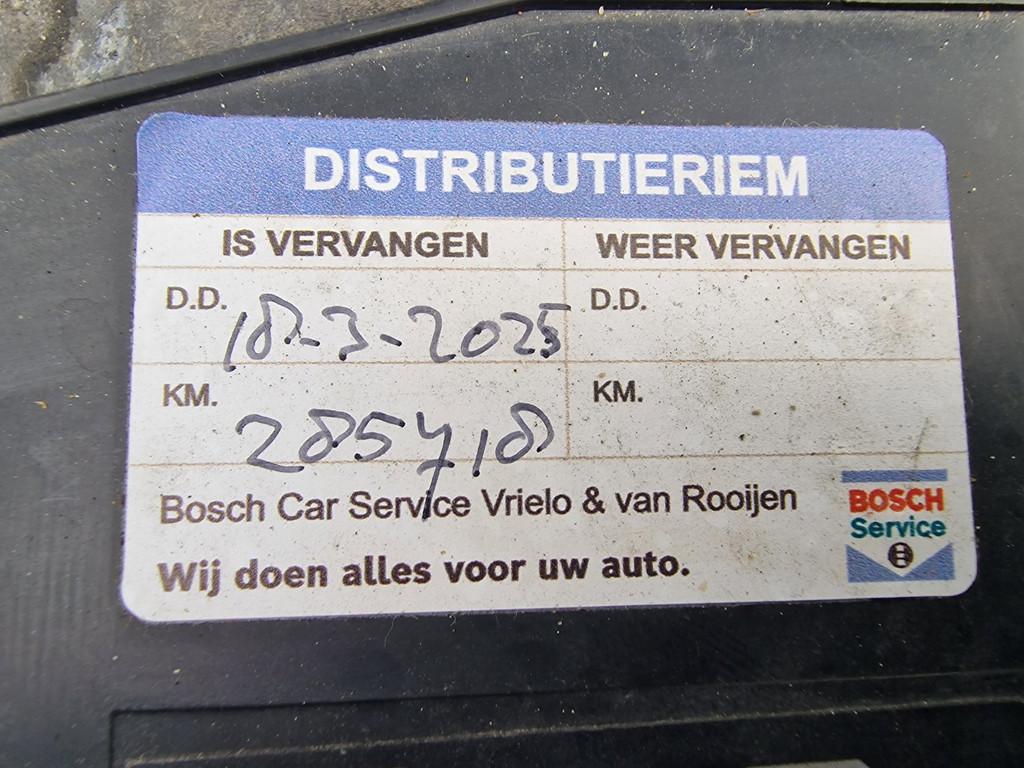 DISTRIBUTIERIEM
IS VERVANGEN WEER VERVANGEN
D.D. 18-3-2025 D.D.
KM. 285718 KM.
Bosch Car Service Vrielo & van Rooijen
Wij doen alles voor uw auto.
BOSCH
Service